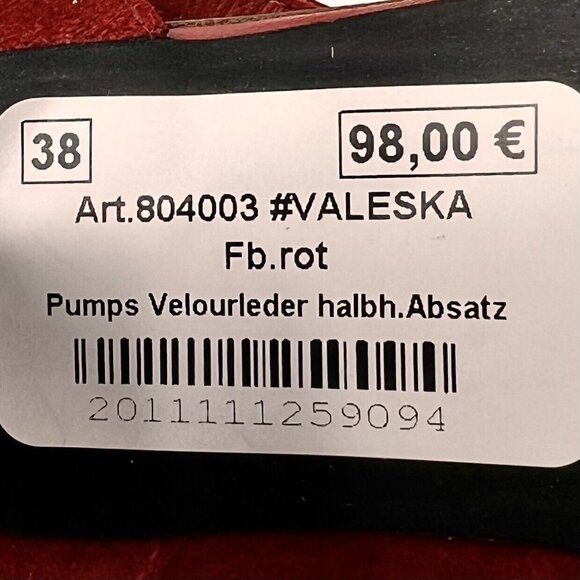 38
98,00 €
Art.804003 #VALESKA
Fb.rot
Pumps Velourleder halbh.Absatz
2011111259094